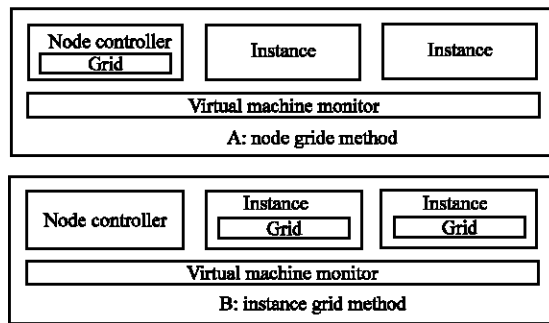 Node controller
Grid
Instance
Instance
Virtual machine monitor
A: node gride method
Node controller
Instance
Grid
Instance
Grid
Virtual machine monitor
B: instance grid method